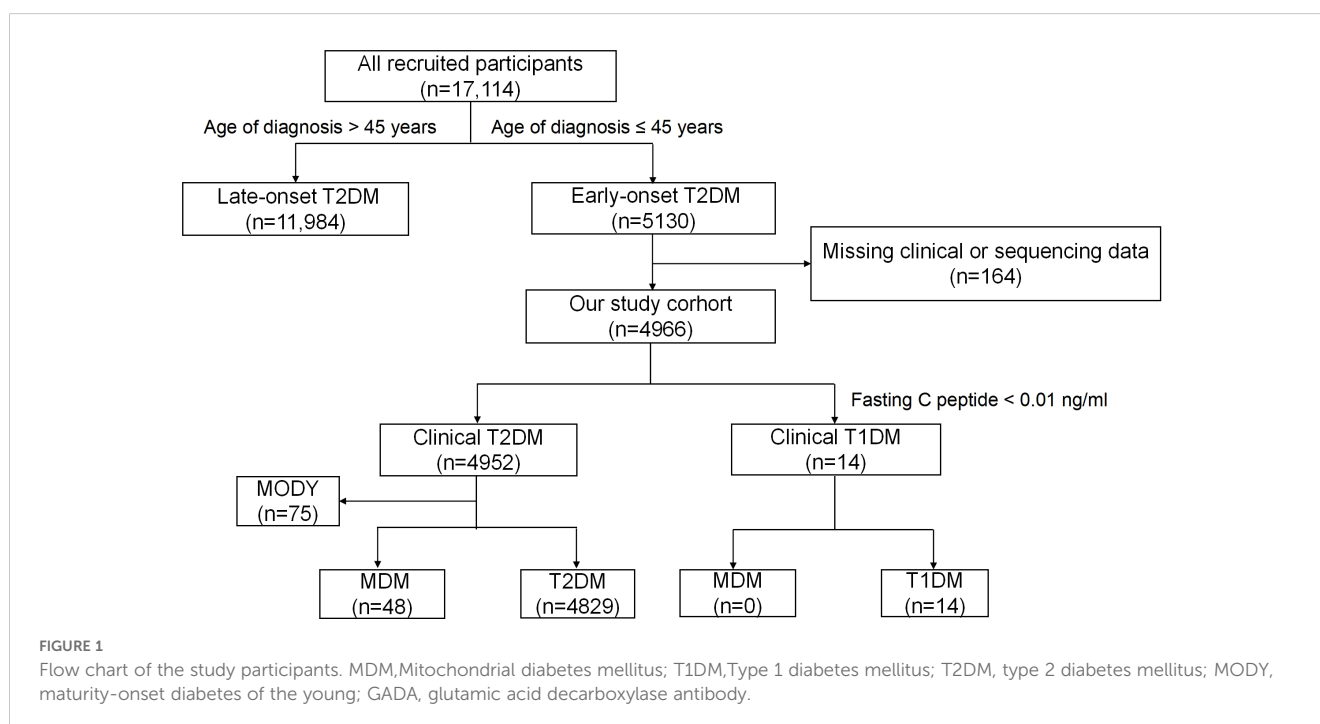 All recruited participants
(n=17,114)
Age of diagnosis > 45 years
Age of diagnosis ≤ 45 years
Late-onset T2DM
(n=11,984)
Early-onset T2DM
(n=5130)
Missing clinical or sequencing data
(n=164)
Our study corhort
(n=4966)
Fasting C peptide < 0.01 ng/ml
Clinical T2DM
(n=4952)
Clinical T1DM
(n=14)
MODY
(n=75)
MDM
(n=48)
T2DM
(n=4829)
MDM
(n=0)
T1DM
(n=14)
FIGURE 1
Flow chart of the study participants. MDM,Mitochondrial diabetes mellitus; T1DM,Type 1 diabetes mellitus; T2DM, type 2 diabetes mellitus; MODY,
maturity-onset diabetes of the young; GADA, glutamic acid decarboxylase antibody.